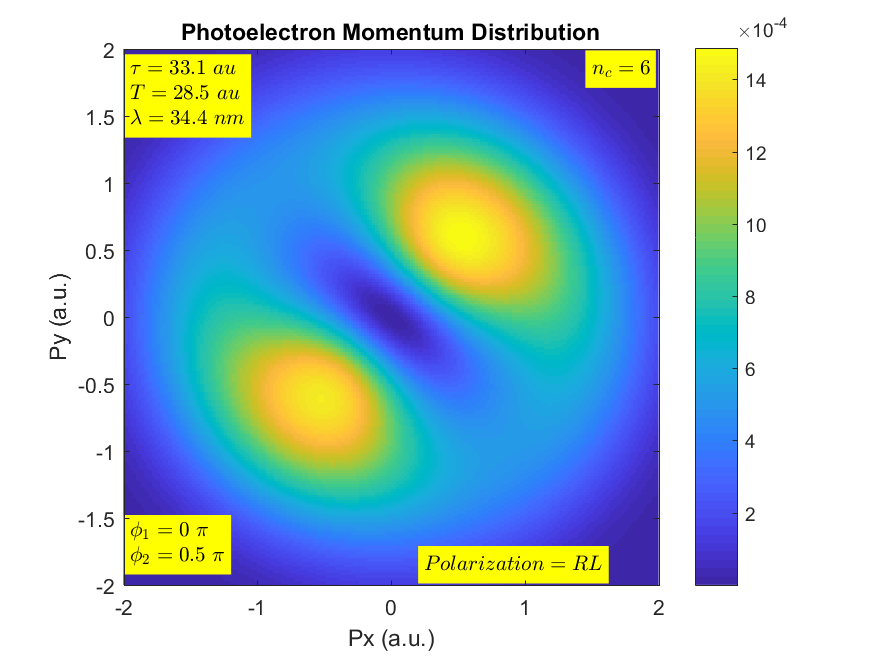 Photoelectron Momentum Distribution
×10⁻⁴
τ = 33.1 au
T = 28.5 au
λ = 34.4 nm
n_c = 6
ϕ₁ = 0 π
ϕ₂ = 0.5 π
Polarization = RL
2
1.5
1
0.5
0
-0.5
-1
-1.5
-2
Py (a.u.)
-2
-1
0
1
2
Px (a.u.)
14
12
10
8
6
4
2